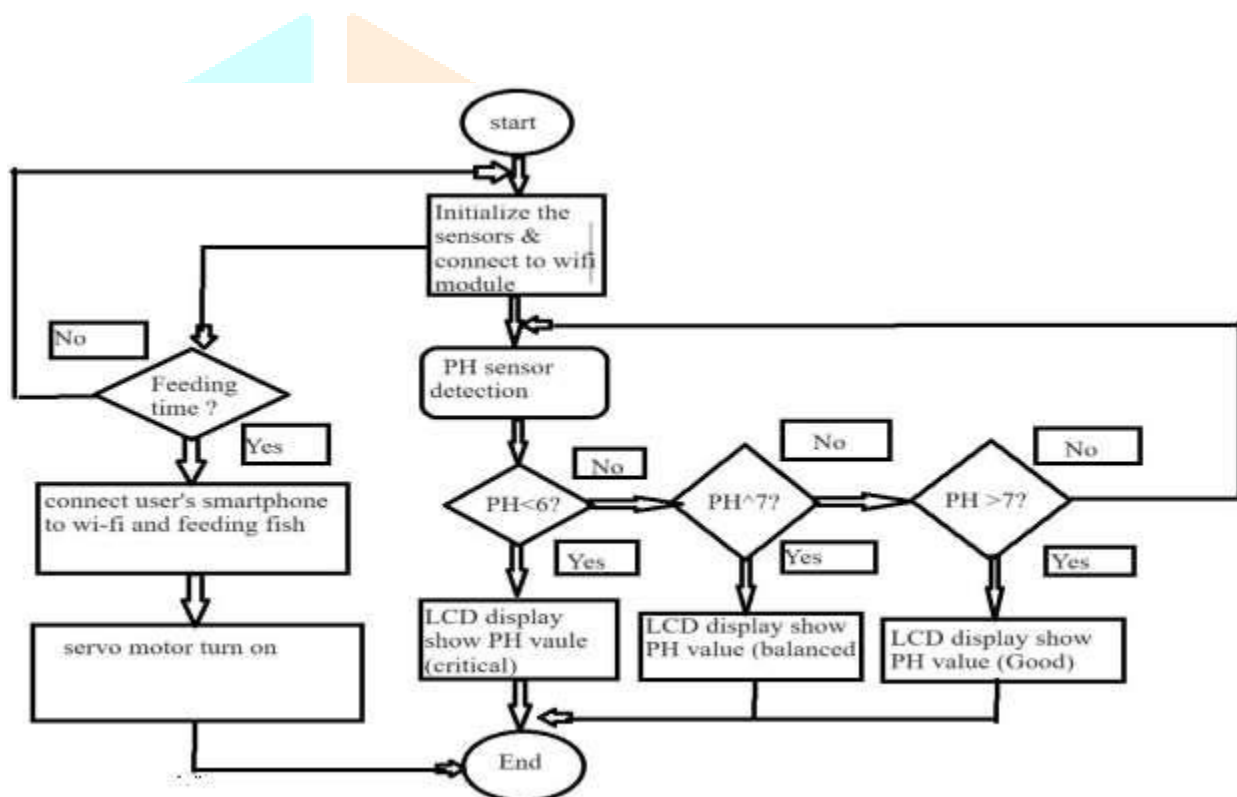 start
Initialize the
sensors &
connect to wifi
module
No
Feeding
time ?
Yes
connect user's smartphone
to wi-fi and feeding fish
servo motor turn on
PH sensor
detection
PH<6?
No
Yes
PH^7?
No
Yes
PH >7?
No
Yes
LCD display
show PH vaule
(critical)
LCD display show
PH value (balanced
LCD display show
PH value (Good)
End